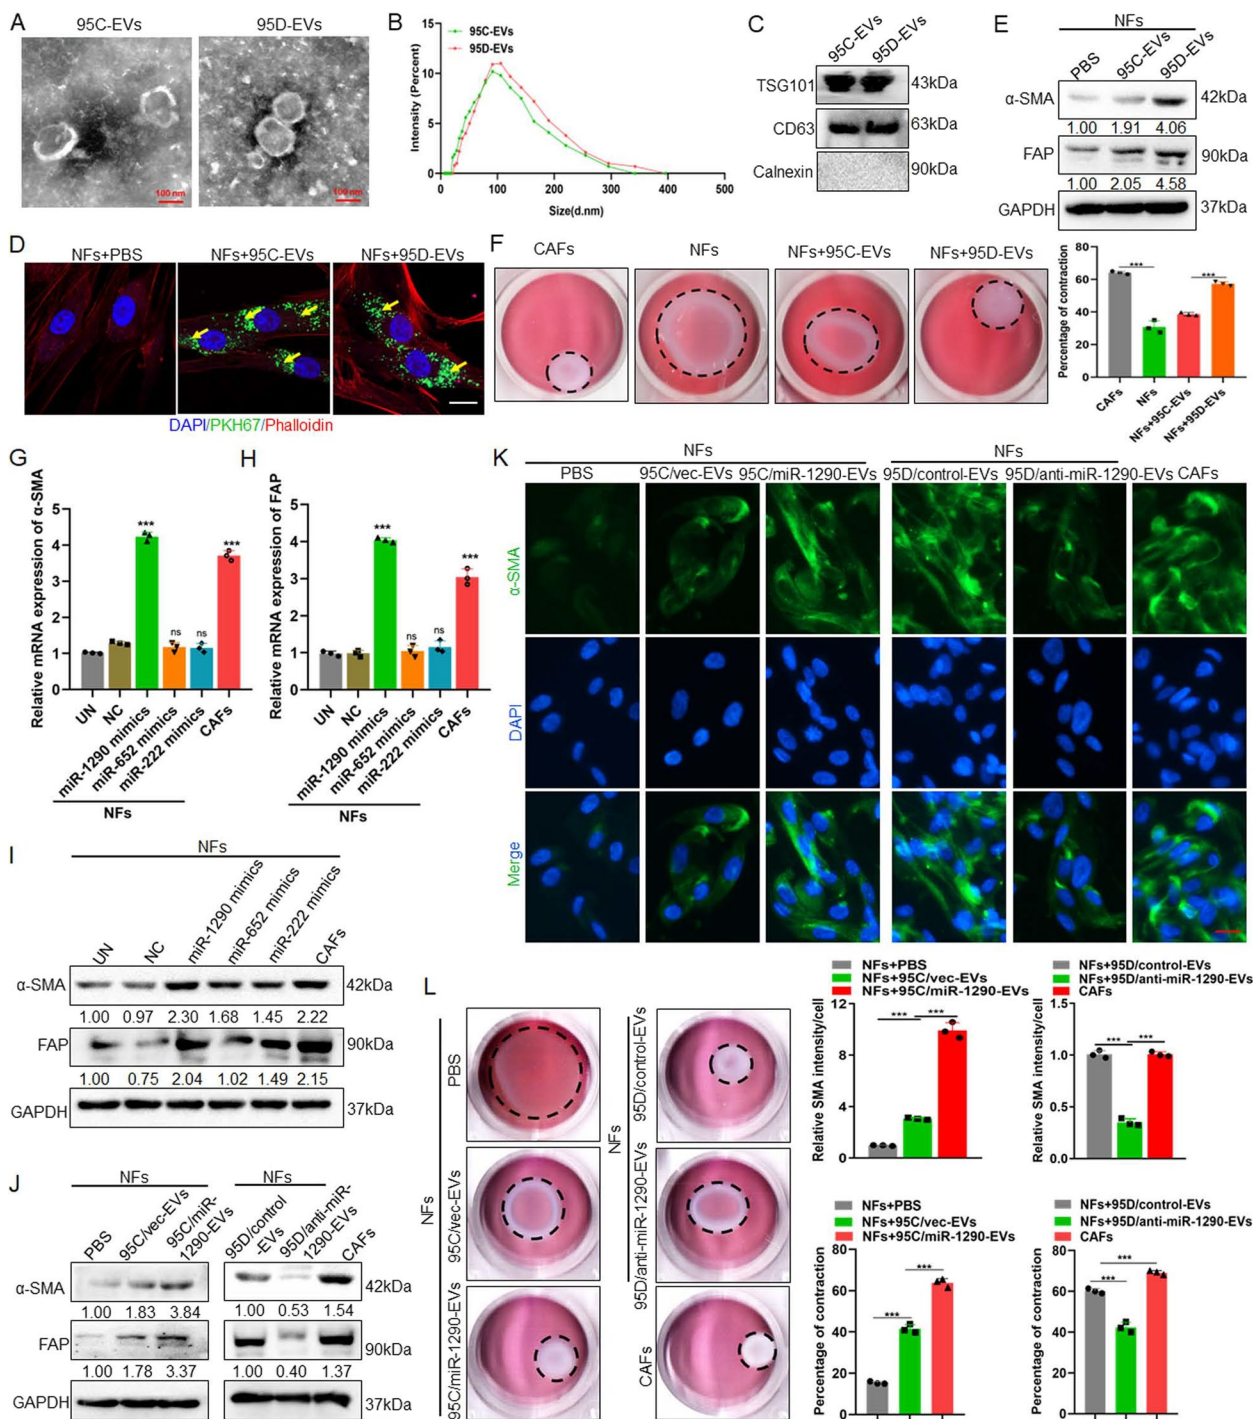 A
95C-EVs
95D-EVs
100 nm
100 nm
B
Intensity (Percent)
15
10
5
0
95C-EVs
95D-EVs
0
100
200
300
400
500
Size(d.nm)
C
95C-EVs
95D-EVs
TSG101
43kDa
CD63
63kDa
Calnexin
90kDa
E
NFs
PBS
95C-EVs
95D-EVs
α-SMA
42kDa
1.00 1.91 4.06
FAP
90kDa
1.00 2.05 4.58
GAPDH
37kDa
D
NFs+PBS
NFs+95C-EVs
NFs+95D-EVs
DAPI/PKH67/Phalloidin
F
CAFs
NFs
NFs+95C-EVs
NFs+95D-EVs
Percentage of contraction
80
60
40
20
0
***
***
CAFs
NFs
NFs+95C-EVs
NFs+95D-EVs
G
Relative mRNA expression of α-SMA
5
4
3
2
1
0
***
ns
ns
***
UN
NC
miR-1290 mimics
miR-652 mimics
miR-222 mimics
CAFs
NFs
H
Relative mRNA expression of FAP
5
4
3
2
1
0
***
ns
ns
***
UN
NC
miR-1290 mimics
miR-652 mimics
miR-222 mimics
CAFs
NFs
K
NFs
NFs
PBS
95C/vec-EVs
95C/miR-1290-EVs
95D/control-EVs
95D/anti-miR-1290-EVs
CAFs
α-SMA
DAPI
Merge
NFs+PBS
NFs+95C/vec-EVs
NFs+95C/miR-1290-EVs
Relative SMA intensity/cell
12
8
4
0
***
***
NFs+95D/control-EVs
NFs+95D/anti-miR-1290-EVs
CAFs
Relative SMA intensity/cell
1.5
1.0
0.5
0.0
***
***
I
NFs
UN
NC
miR-1290 mimics
miR-652 mimics
miR-222 mimics
CAFs
α-SMA
42kDa
1.00 0.97 2.30 1.68 1.45 2.22
FAP
90kDa
1.00 0.75 2.04 1.02 1.49 2.15
GAPDH
37kDa
J
NFs
NFs
PBS
95C/vec-EVs
95C/miR-
1290-EVs
95D/control
-EVs
95D/anti-miR-
1290-EVs
CAFs
α-SMA
42kDa
1.00 1.83 3.84
1.00 0.53 1.54
FAP
90kDa
1.00 1.78 3.37
1.00 0.40 1.37
GAPDH
37kDa
L
NFs
PBS
95C/vec-EVs
95C/miR-1290-EVs
NFs
95D/control-EVs
95D/anti-miR-1290-EVs
CAFs
NFs+PBS
NFs+95C/vec-EVs
NFs+95C/miR-1290-EVs
Percentage of contraction
80
60
40
20
0
***
***
NFs+95D/control-EVs
NFs+95D/anti-miR-1290-EVs
CAFs
Percentage of contraction
80
60
40
20
0
***
***